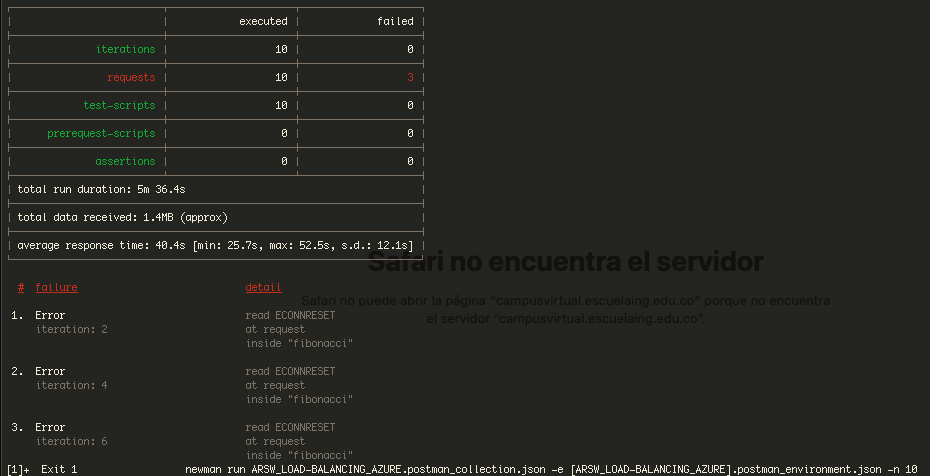 executed failed
iterations 10 0
requests 10 3
test-scripts 10 0
prerequest-scripts 0 0
assertions 0 0
total run duration: 5m 36.4s
total data received: 1.4MB (approx)
average response time: 40.4s [min: 25.7s, max: 52.5s, s.d.: 12.1s]
Safari no encuentra el servidor
# failure detail
Safari no puede abrir la página "campusvirtual.escuelaing.edu.co" porque no encuentra
el servidor "campusvirtual.escuelaing.edu.co".
1. Error read ECONNRESET
iteration: 2 at request
inside "fibonacci"
2. Error read ECONNRESET
iteration: 4 at request
inside "fibonacci"
3. Error read ECONNRESET
iteration: 6 at request
inside "fibonacci"
[1]+ Exit 1 newman run ARSW_LOAD-BALANCING_AZURE.postman_collection.json -e [ARSW_LOAD-BALANCING_AZURE].postman_environment.json -n 10